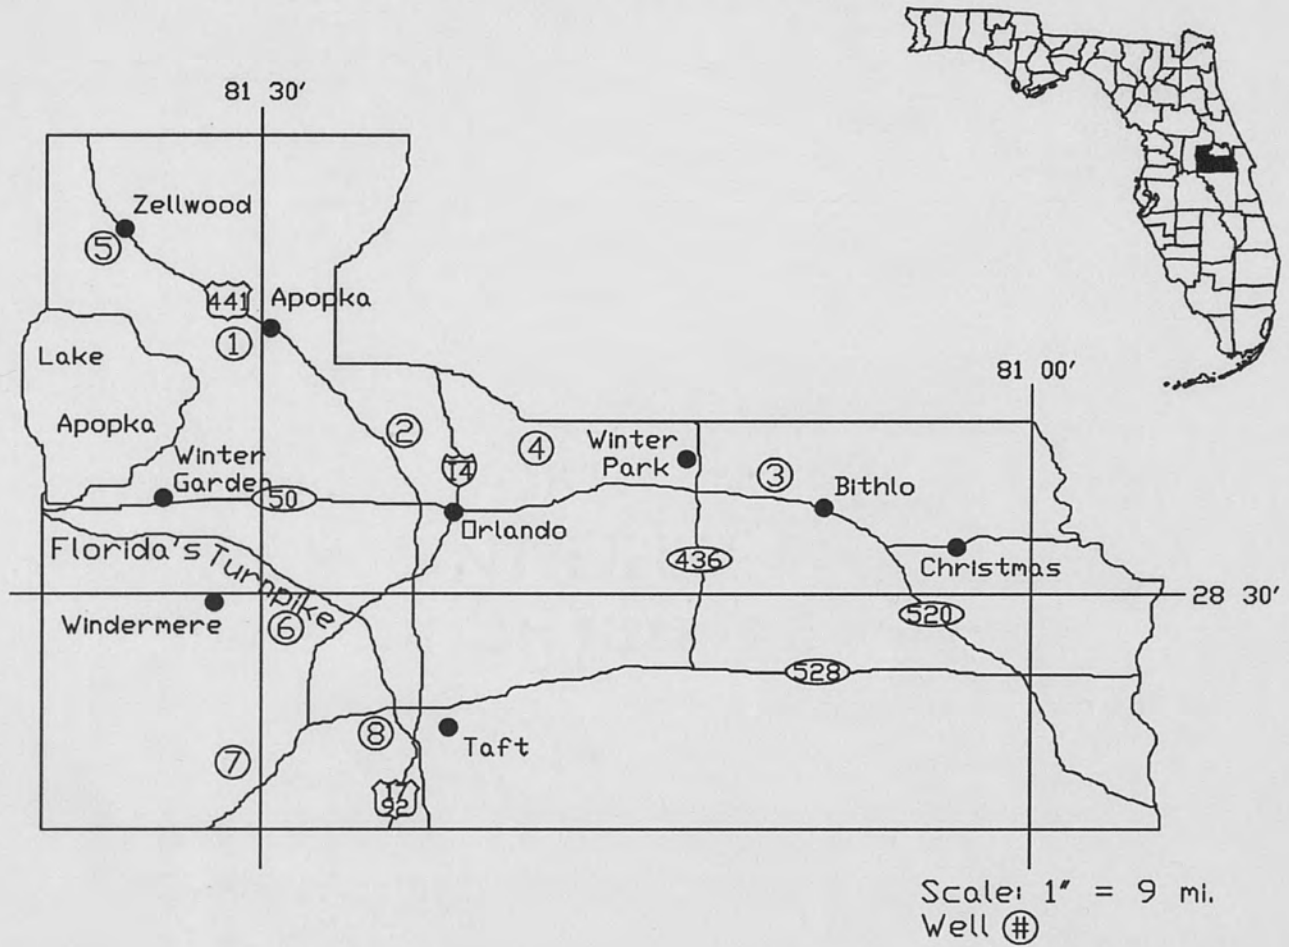 81 30'
Zellwood
5
441
Apopka
1
Lake
Apopka
81 00'
2
4
Winter
Park
3
Winter
Garden
50
I4
Orlando
Bithlo
Florida's Turnpike
436
Christmas
28 30'
Windermere
6
520
528
8
Taft
7
17
92
Scale: 1" = 9 mi.
Well #